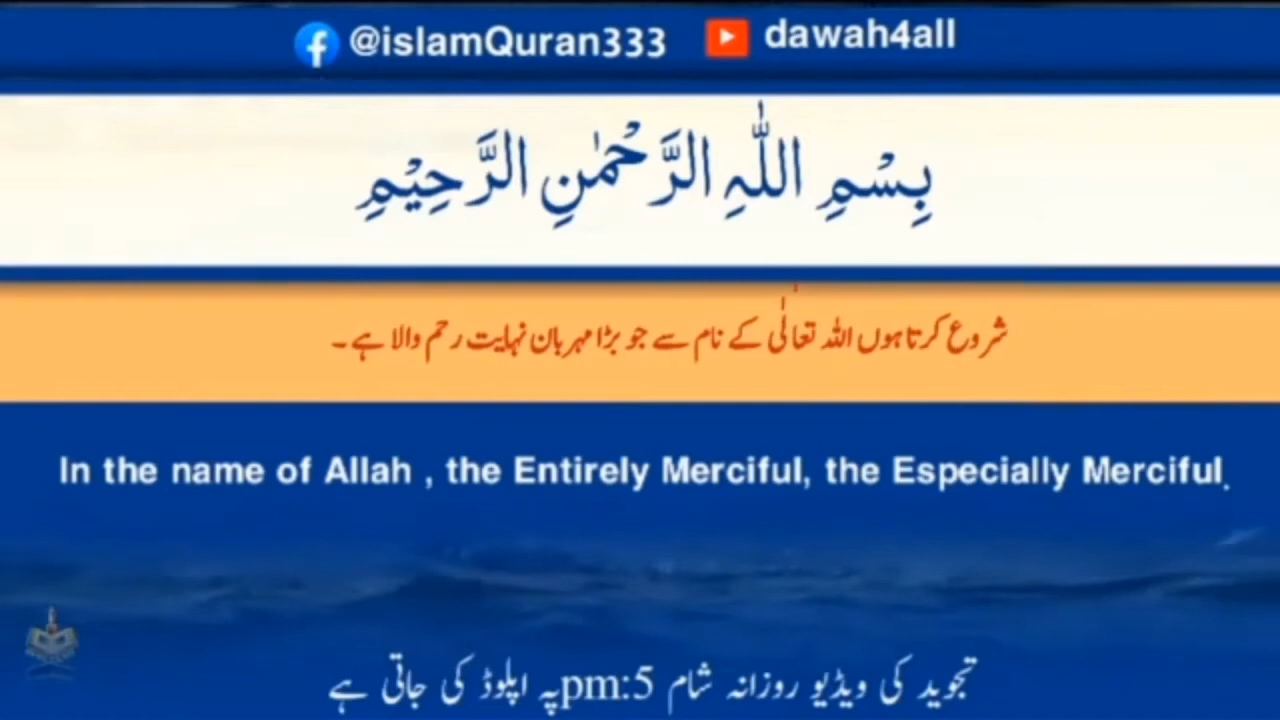 @islamQuran333 dawah4all
بِسْمِ اللّٰہِ الرَّحْمٰنِ الرَّحِیْمِ
شروع کرتا ہوں اللہ تعالٰی کے نام سے جو بڑا مہربان نہایت رحم والا ہے ۔
In the name of Allah , the Entirely Merciful, the Especially Merciful.
تجوید کی ویڈیو روزانہ شام 5:pm پہ اپلوڈ کی جاتی ہے